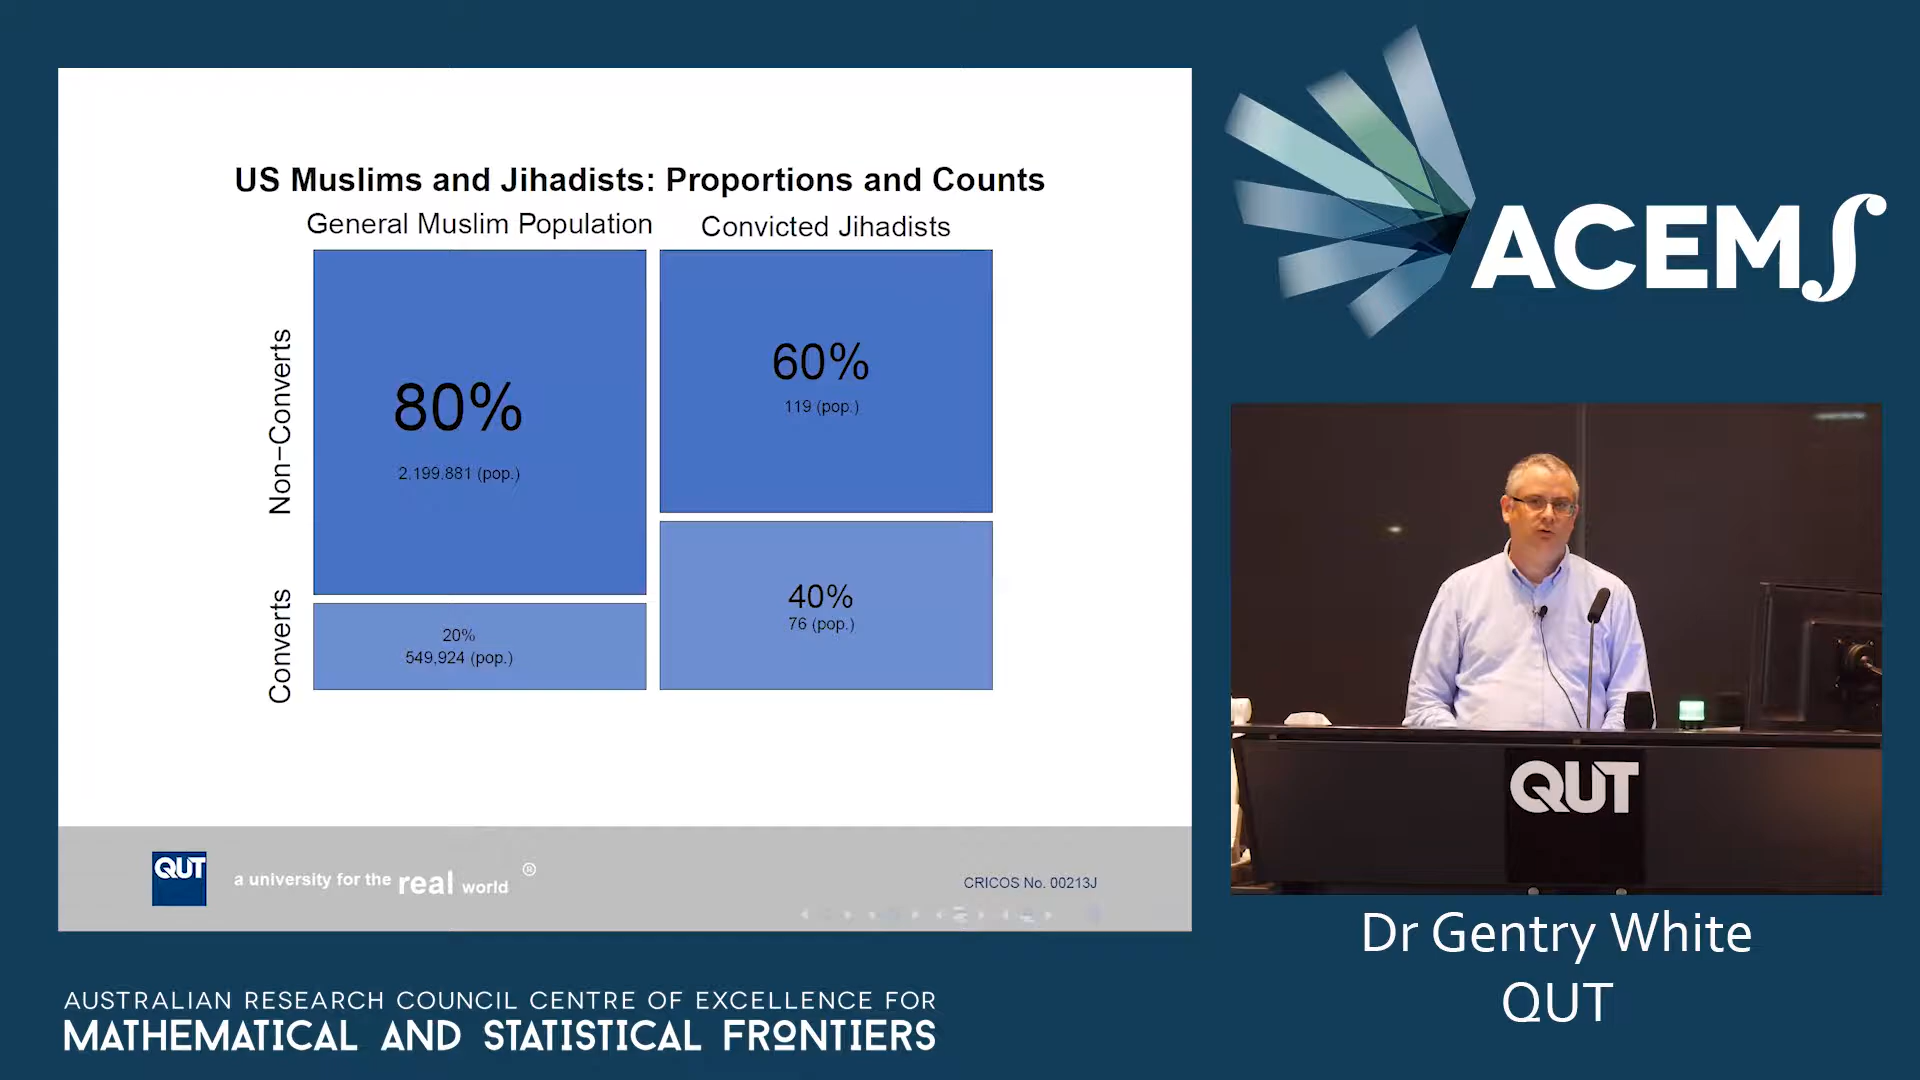 US Muslims and Jihadists: Proportions and Counts
General Muslim Population
Convicted Jihadists
Non-Converts
80%
2,199,881 (pop.)
60%
119 (pop.)
Converts
20%
549,924 (pop.)
40%
76 (pop.)
QUT
a university for the real world ®
CRICOS No. 00213J
AUSTRALIAN RESEARCH COUNCIL CENTRE OF EXCELLENCE FOR
MATHEMATICAL AND STATISTICAL FRONTIERS
ACEMS
QUT
Dr Gentry White
QUT